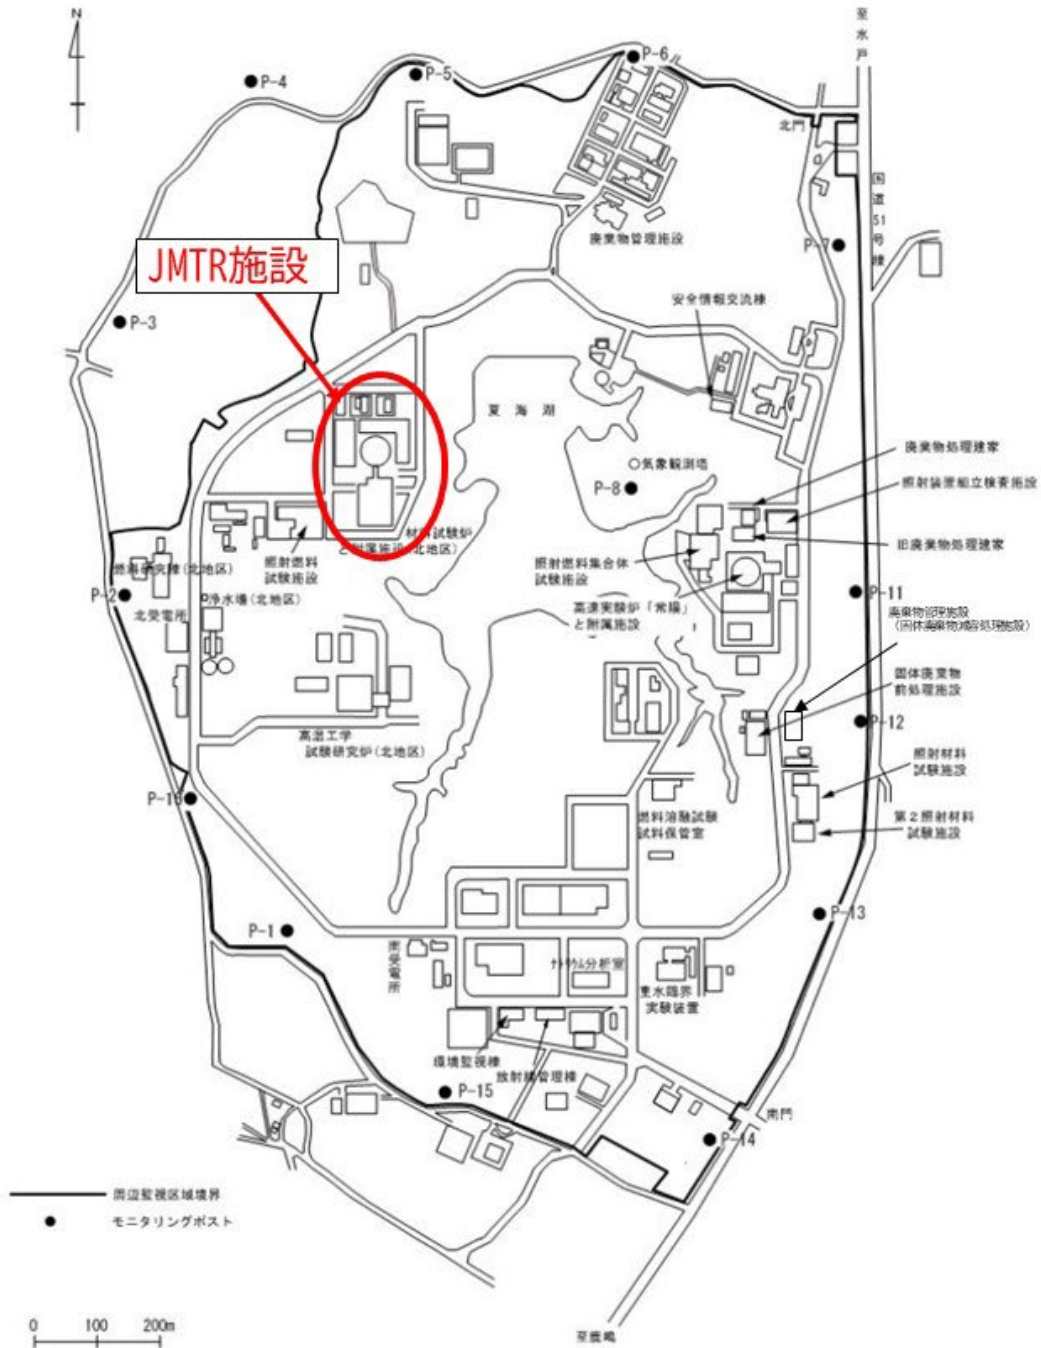 N
至水戸
P-6
P-5
P-4
北門
国道51号線
P-7
廃棄物管理施設
JMTR施設
安全情報交流棟
P-3
夏海湖
気象観測塔
P-8
廃棄物処理建家
照射装置組立検査施設
旧廃棄物処理建家
材料試験炉
と附属施設(北地区)
照射燃料
試験施設
照射燃料集合体
試験施設
燃料研究棟(北地区)
P-2
浄水場(北地区)
北受電所
高速実験炉「常陽」
と附属施設
P-11
廃棄物管理施設
(固体廃棄物減容処理施設)
固体廃棄物
前処理施設
P-12
高温工学
試験研究炉(北地区)
照射材料
試験施設
P-16
燃料溶融試験
試料保管室
第2照射材料
試験施設
P-13
P-1
南受電所
ナトリウム分析室
重水臨界
実験装置
環境監視棟
放射線管理棟
P-15
南門
P-14
周辺監視区域境界
モニタリングポスト
0 100 200m
至鹿嶋